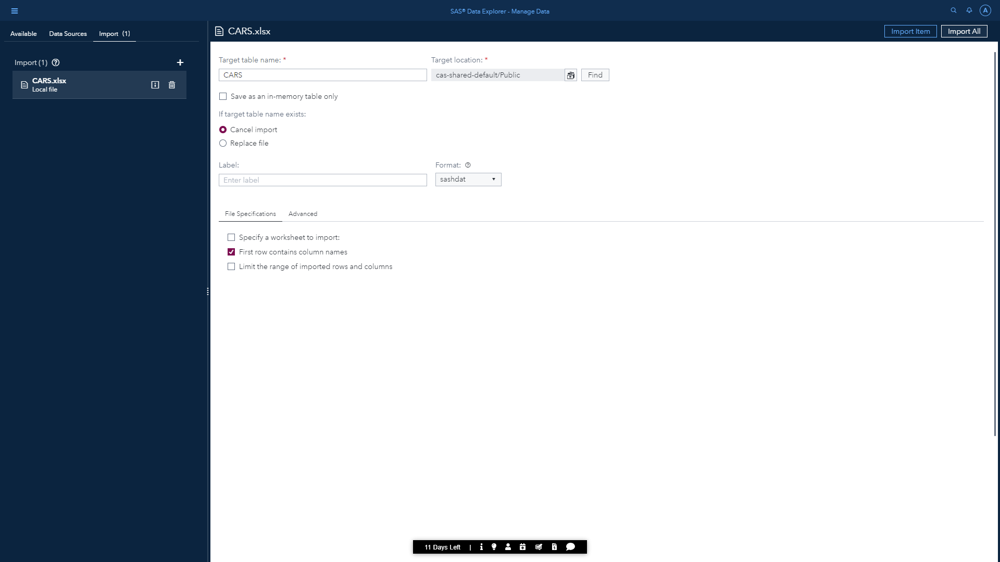 SAS® Data Explorer - Manage Data
A
Available Data Sources Import (1)
Import (1)
CARS.xlsx
Local file
CARS.xlsx
Import Item Import All
Target table name: * Target location: *
CARS cas-shared-default/Public Find
Save as an in-memory table only
If target table name exists:
Cancel import
Replace file
Label: Format:
Enter label sashdat
File Specifications Advanced
Specify a worksheet to import:
First row contains column names
Limit the range of imported rows and columns
11 Days Left |